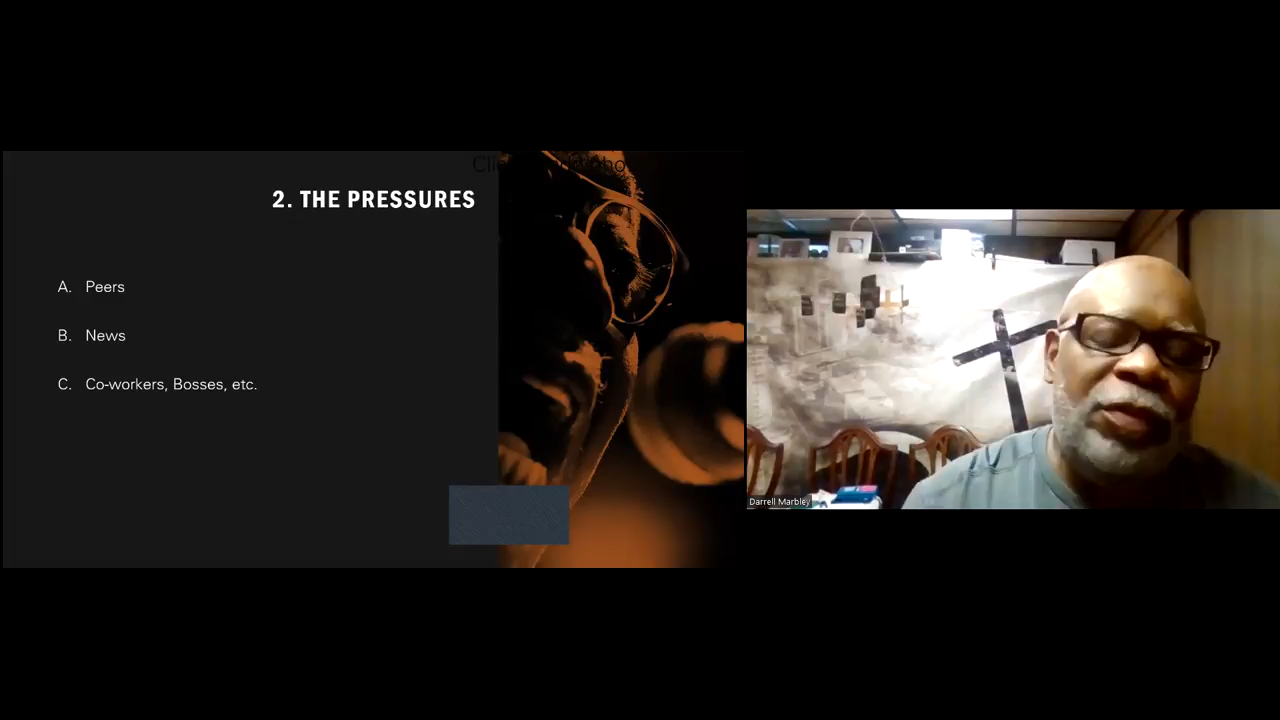 2. THE PRESSURES
A. Peers
B. News
C. Co-workers, Bosses, etc.
Darrell Marbley